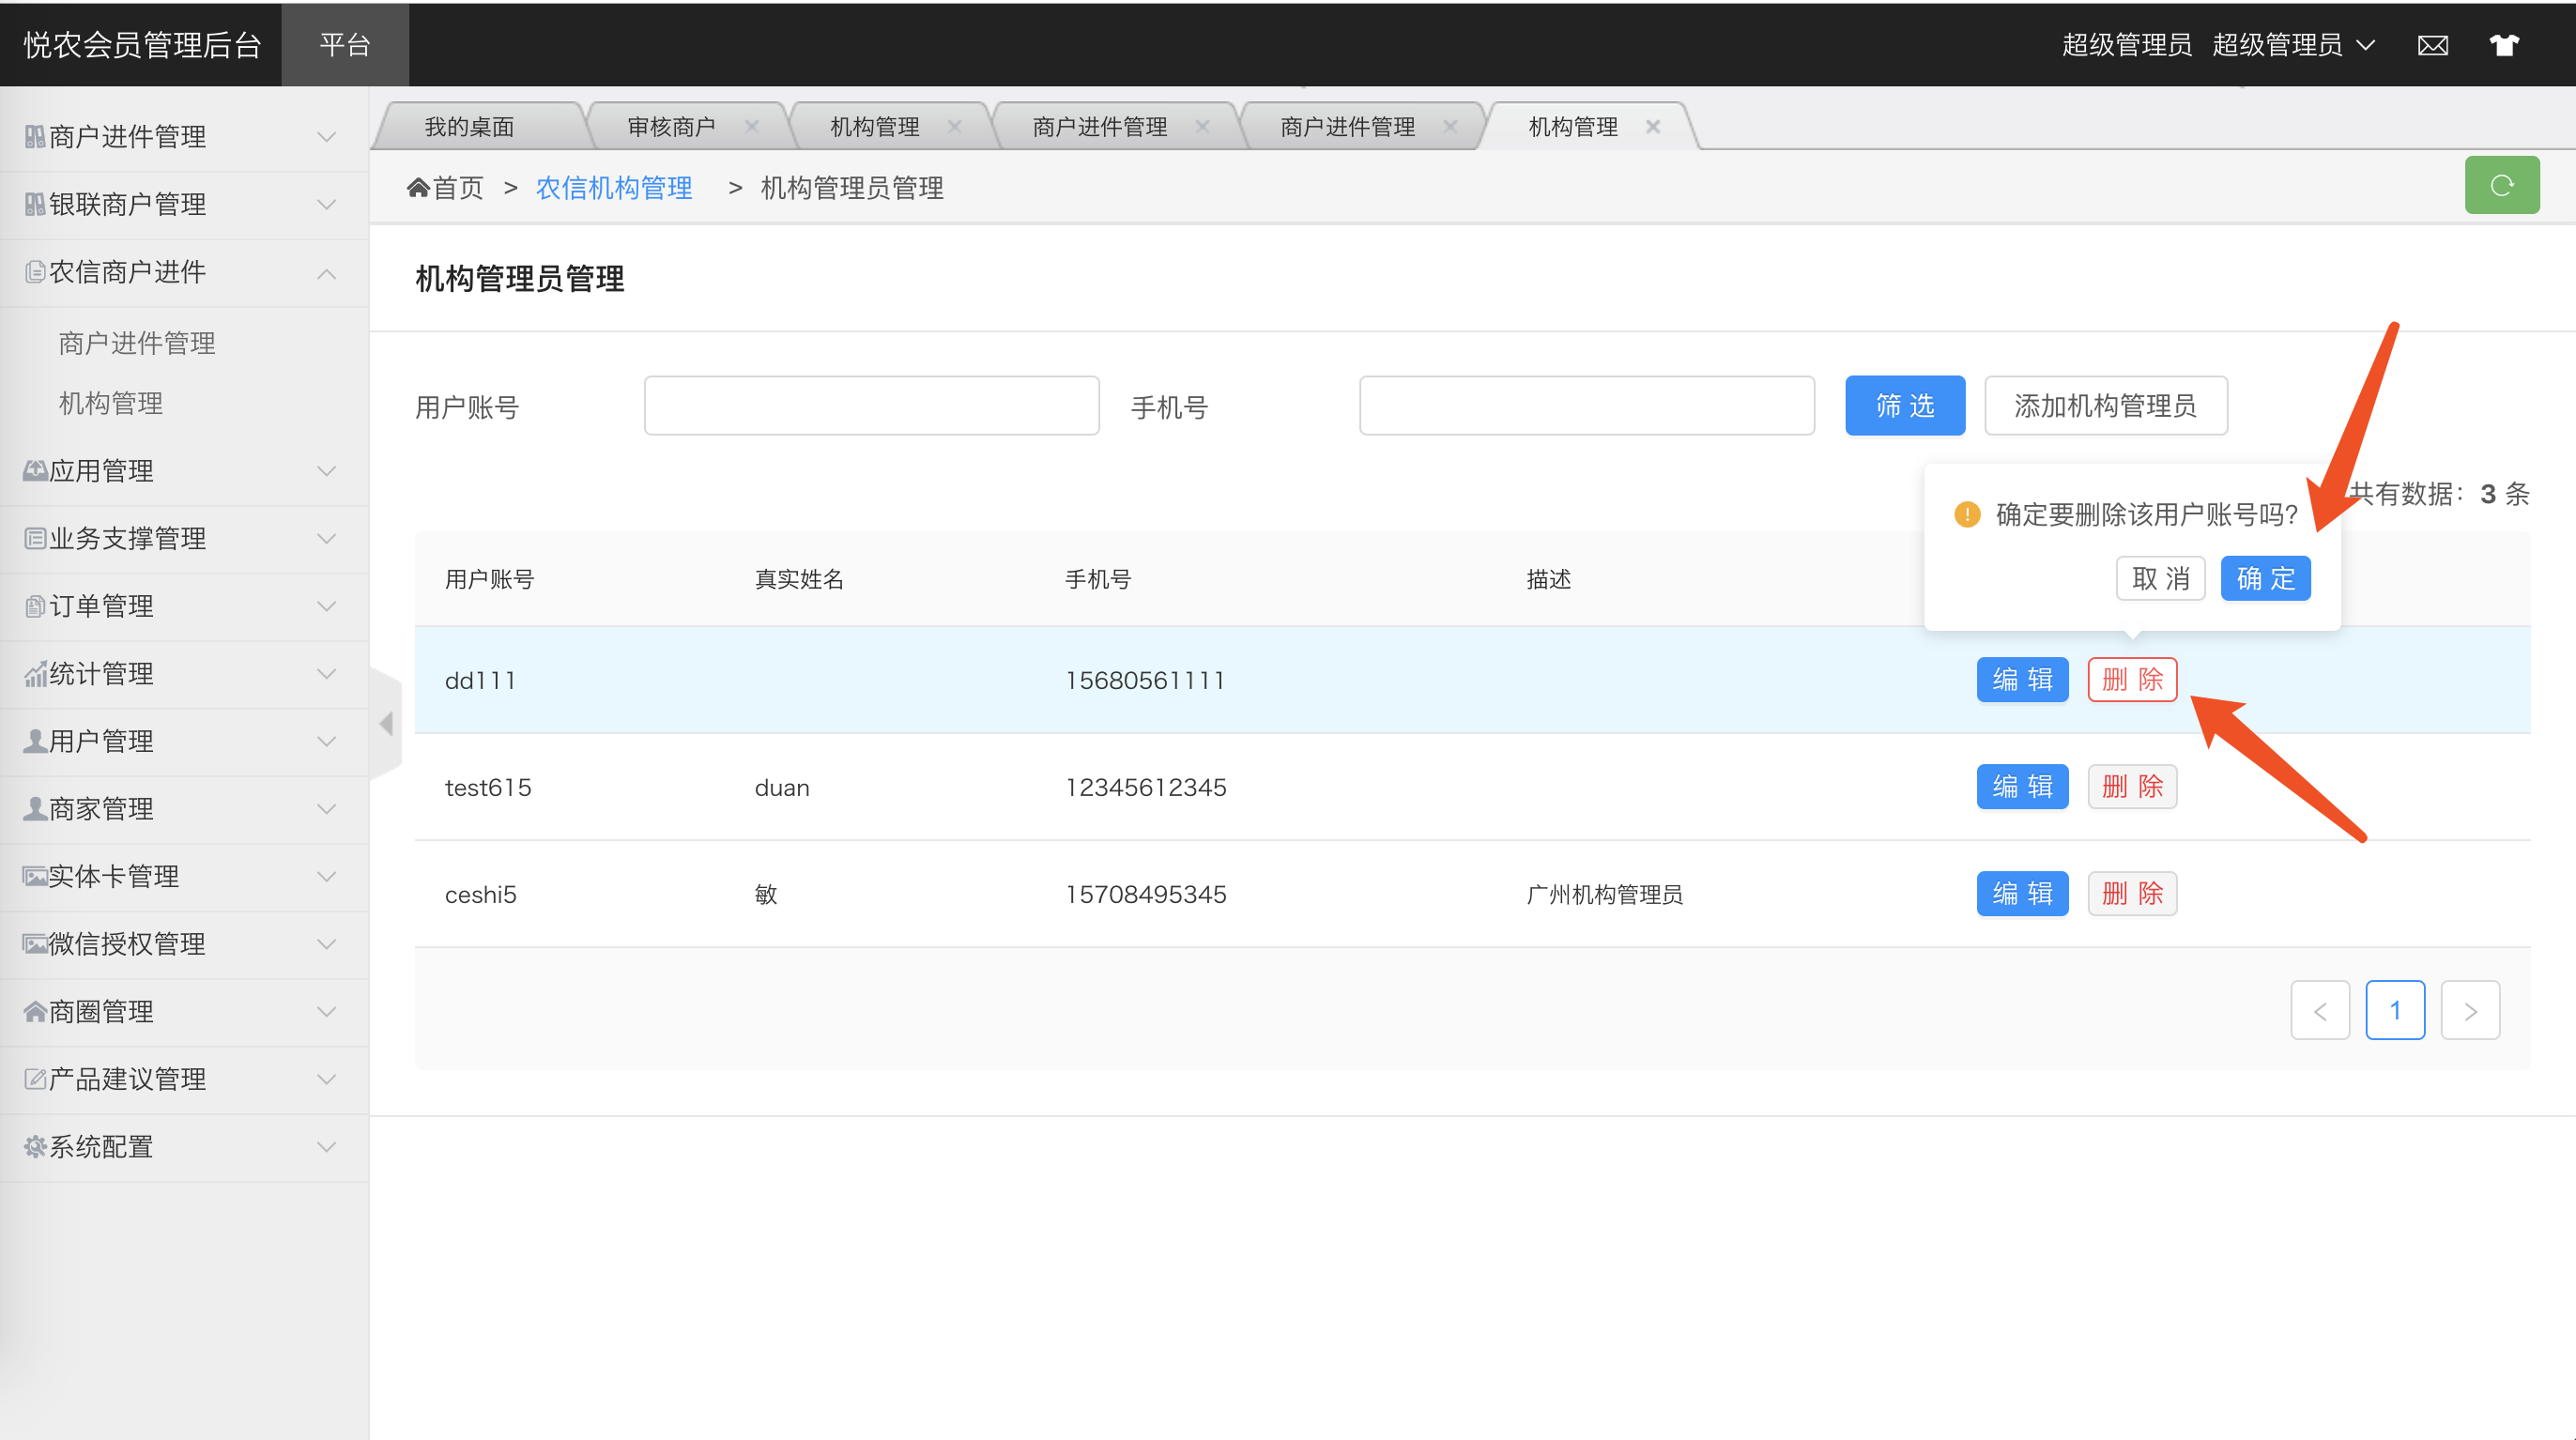 悦农会员管理后台 平台 超级管理员 超级管理员
我的桌面 审核商户 机构管理 商户进件管理 商户进件管理 机构管理
首页 > 农信机构管理 > 机构管理员管理
商户进件管理
银联商户管理
农信商户进件
商户进件管理
机构管理
应用管理
业务支撑管理
订单管理
统计管理
用户管理
商家管理
实体卡管理
微信授权管理
商圈管理
产品建议管理
系统配置
机构管理员管理
用户账号 手机号 筛 选 添加机构管理员
共有数据：3 条
确定要删除该用户账号吗?
取 消 确 定
用户账号 真实姓名 手机号 描述
dd111 15680561111 编 辑 删 除
test615 duan 12345612345 编 辑 删 除
ceshi5 敏 15708495345 广州机构管理员 编 辑 删 除
< 1 >